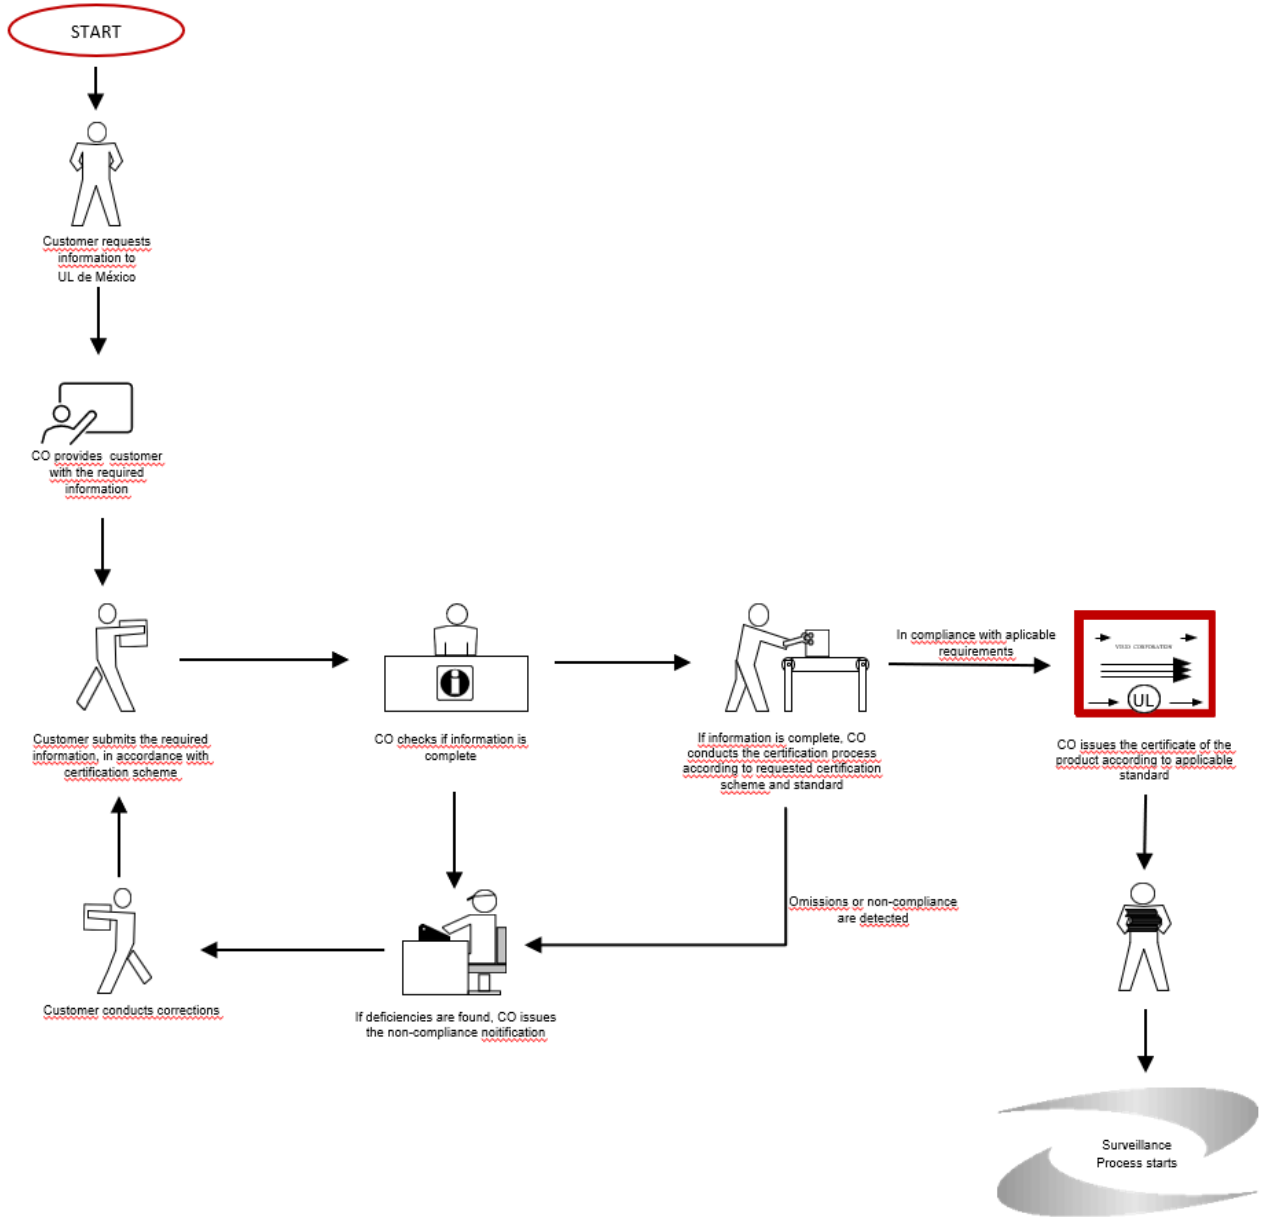 START
Customer requests
information to
UL de México
CO provides  customer
with the required
information
Customer submits the required
information, in accordance with
certification scheme
CO checks if information is
complete
If information is complete, CO
conducts the certification process
according to requested certification
scheme and standard
In compliance with aplicable
requirements
UL
CO issues the certificate of the
product according to applicable
standard
Omissions or non-compliance
are detected
Customer conducts corrections
If deficiencies are found, CO issues
the non-compliance noitification
Surveillance
Process starts